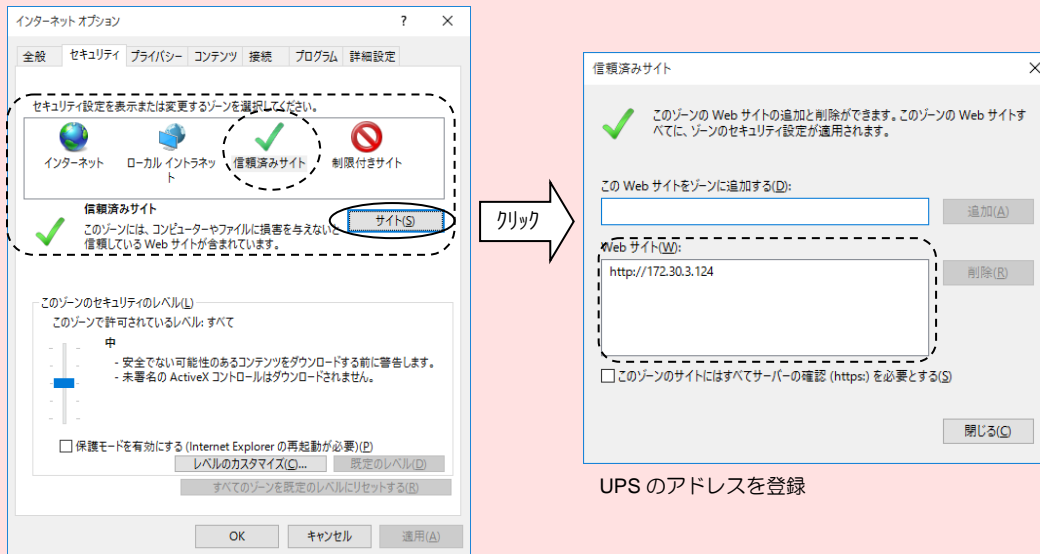 インターネット オプション
? ×
全般 セキュリティ プライバシー コンテンツ 接続 プログラム 詳細設定
セキュリティ設定を表示または変更するゾーンを選択してください。
インターネット
ローカル イントラネッ
ト
信頼済みサイト
制限付きサイト
信頼済みサイト
このゾーンには、コンピューターやファイルに損害を与えないと
信頼している Web サイトが含まれています。
サイト(S)
このゾーンのセキュリティのレベル(L)
このゾーンで許可されているレベル: すべて
中
- 安全でない可能性のあるコンテンツをダウンロードする前に警告します。
- 未署名の ActiveX コントロールはダウンロードされません。
保護モードを有効にする (Internet Explorer の再起動が必要)(P)
レベルのカスタマイズ(C)... 既定のレベル(D)
すべてのゾーンを既定のレベルにリセットする(R)
OK キャンセル 適用(A)
クリック
信頼済みサイト
×
このゾーンの Web サイトの追加と削除ができます。このゾーンの Web サイトす
べてに、ゾーンのセキュリティ設定が適用されます。
この Web サイトをゾーンに追加する(D):
追加(A)
Web サイト(W):
http://172.30.3.124
削除(R)
このゾーンのサイトにはすべてサーバーの確認 (https:) を必要とする(S)
閉じる(C)
UPS のアドレスを登録